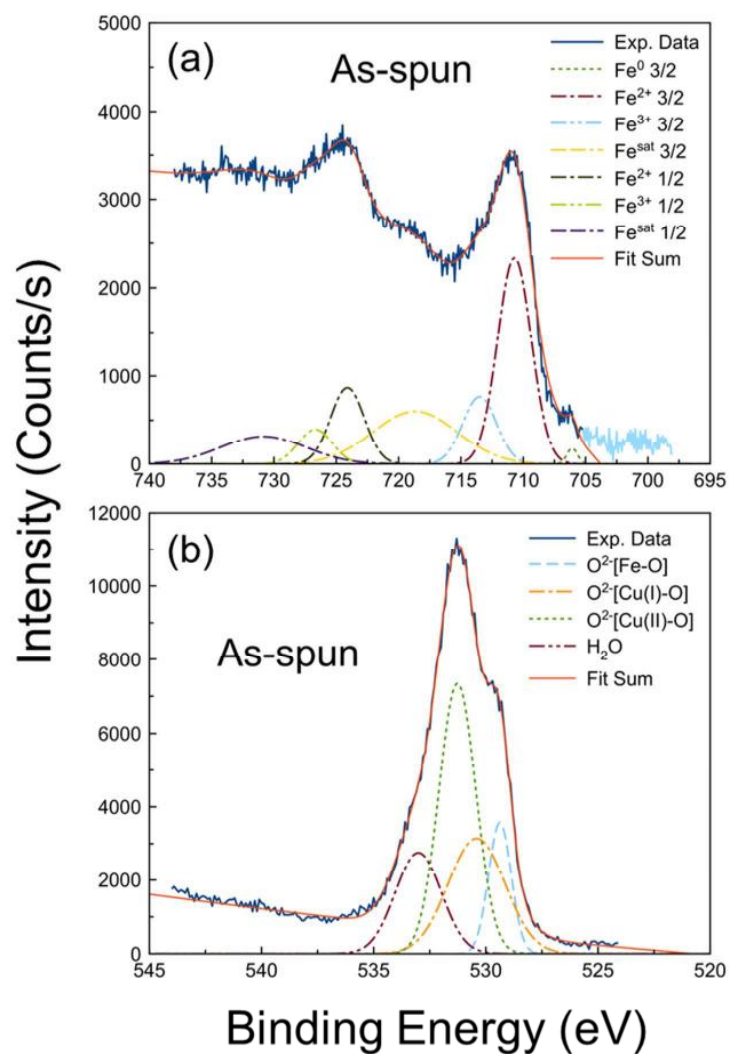 Intensity (Counts/s)
(a)
As-spun
Exp. Data
Fe⁰ 3/2
Fe²⁺ 3/2
Fe³⁺ 3/2
Feˢᵃᵗ 3/2
Fe²⁺ 1/2
Fe³⁺ 1/2
Feˢᵃᵗ 1/2
Fit Sum
5000
4000
3000
2000
1000
0
740 735 730 725 720 715 710 705 700 695
(b)
As-spun
Exp. Data
O²⁻[Fe-O]
O²⁻[Cu(I)-O]
O²⁻[Cu(II)-O]
H₂O
Fit Sum
12000
10000
8000
6000
4000
2000
0
545 540 535 530 525 520
Binding Energy (eV)